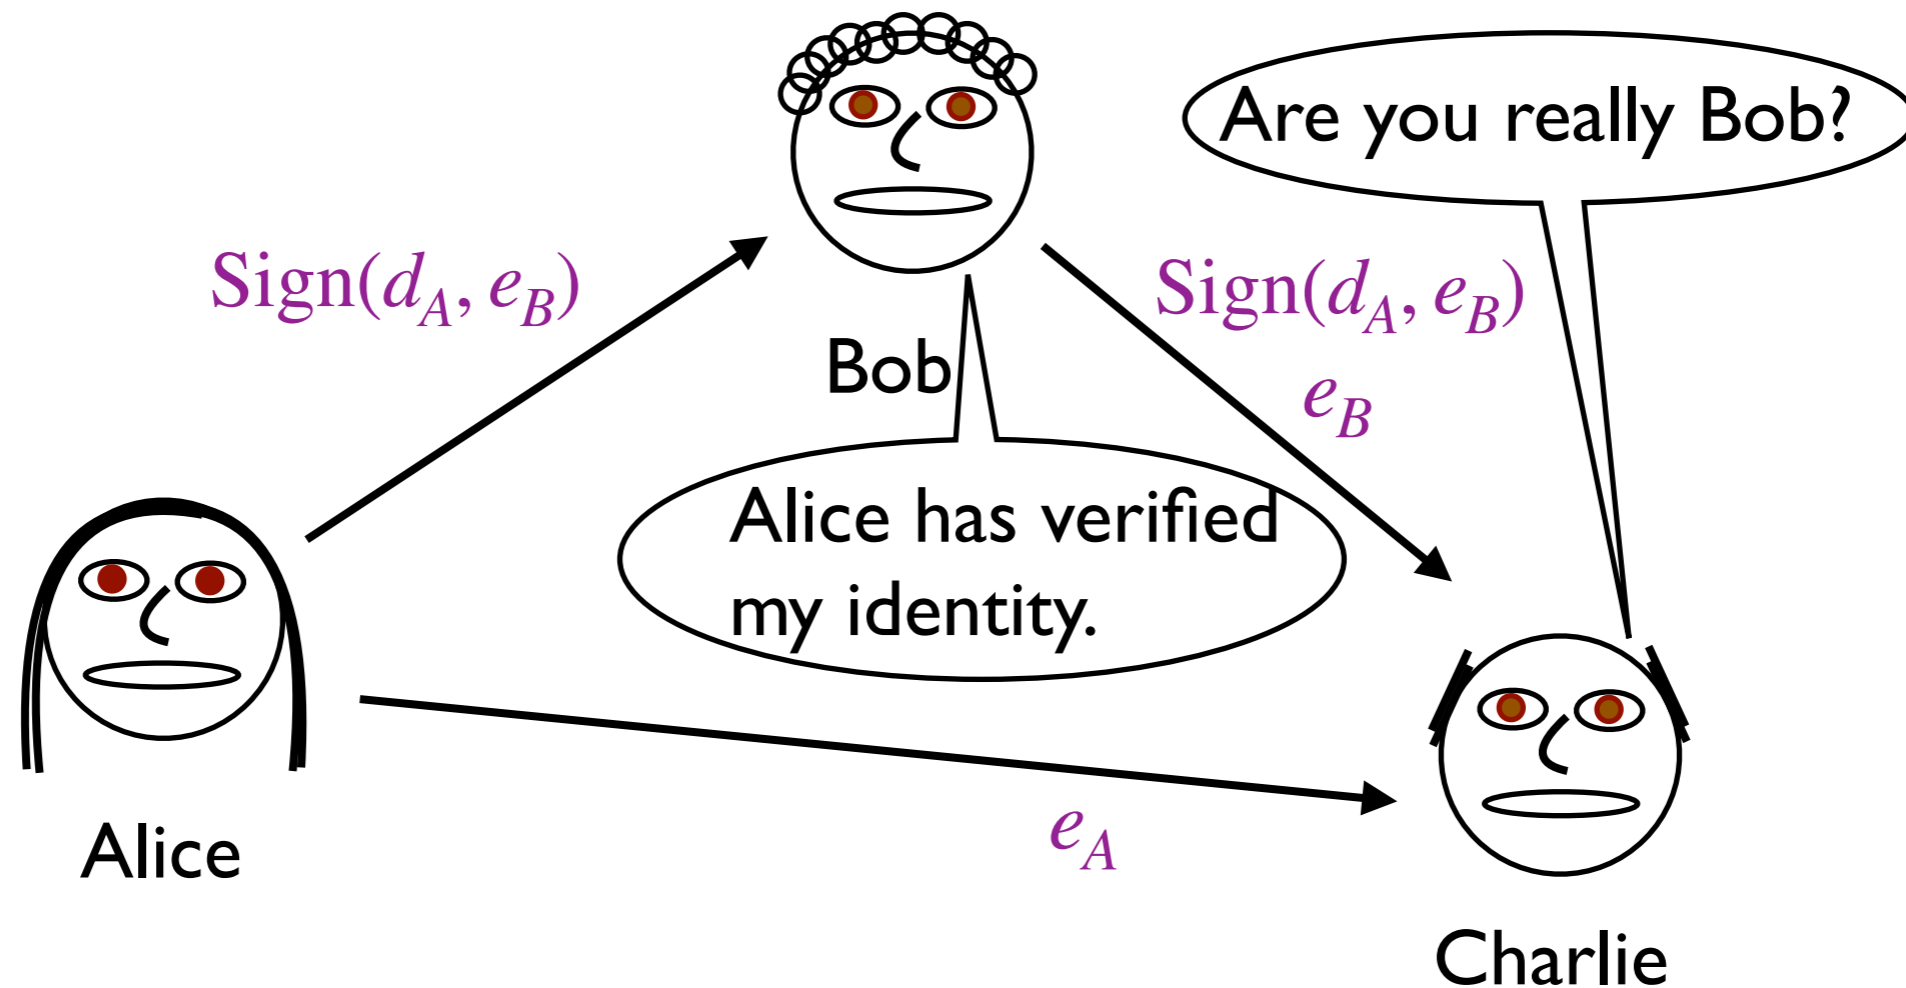 Are you really Bob?
Sign(d_A, e_B)
Sign(d_A, e_B)
Bob
e_B
Alice has verified
my identity.
e_A
Alice
Charlie